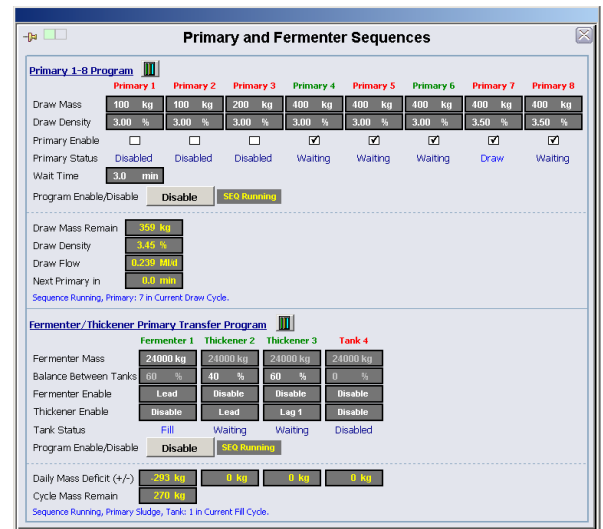 Primary and Fermenter Sequences
Primary 1-8 Program
Primary 1 Primary 2 Primary 3 Primary 4 Primary 5 Primary 6 Primary 7 Primary 8
Draw Mass 100 kg 100 kg 200 kg 400 kg 400 kg 400 kg 400 kg 400 kg
Draw Density 3.00 % 3.00 % 3.00 % 3.00 % 3.00 % 3.00 % 3.50 % 3.50 %
Primary Enable
Primary Status Disabled Disabled Disabled Waiting Waiting Waiting Draw Waiting
Wait Time 3.0 min
Program Enable/Disable Disable SEQ Running
Draw Mass Remain 359 kg
Draw Density 3.45 %
Draw Flow 0.239 Ml/d
Next Primary in 0.0 min
Sequence Running, Primary: 7 in Current Draw Cycle.
Fermenter/Thickener Primary Transfer Program
Fermenter 1 Thickener 2 Thickener 3 Tank 4
Fermenter Mass 24000 kg 24000 kg 24000 kg 24000 kg
Balance Between Tanks 60 % 40 % 60 % 0 %
Fermenter Enable Lead Disable Disable Disable
Thickener Enable Disable Lead Lag 1 Disable
Tank Status Fill Waiting Waiting Disabled
Program Enable/Disable Disable SEQ Running
Daily Mass Deficit (+/-) -293 kg 0 kg 0 kg 0 kg
Cycle Mass Remain 270 kg
Sequence Running, Primary Sludge, Tank: 1 in Current Fill Cycle.